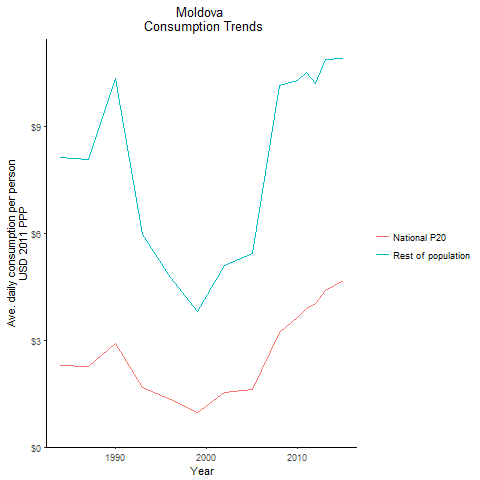 Moldova
Consumption Trends
Ave. daily consumption per person
USD 2011 PPP
$9
$6
$3
$0
1990
2000
2010
Year
National P20
Rest of population